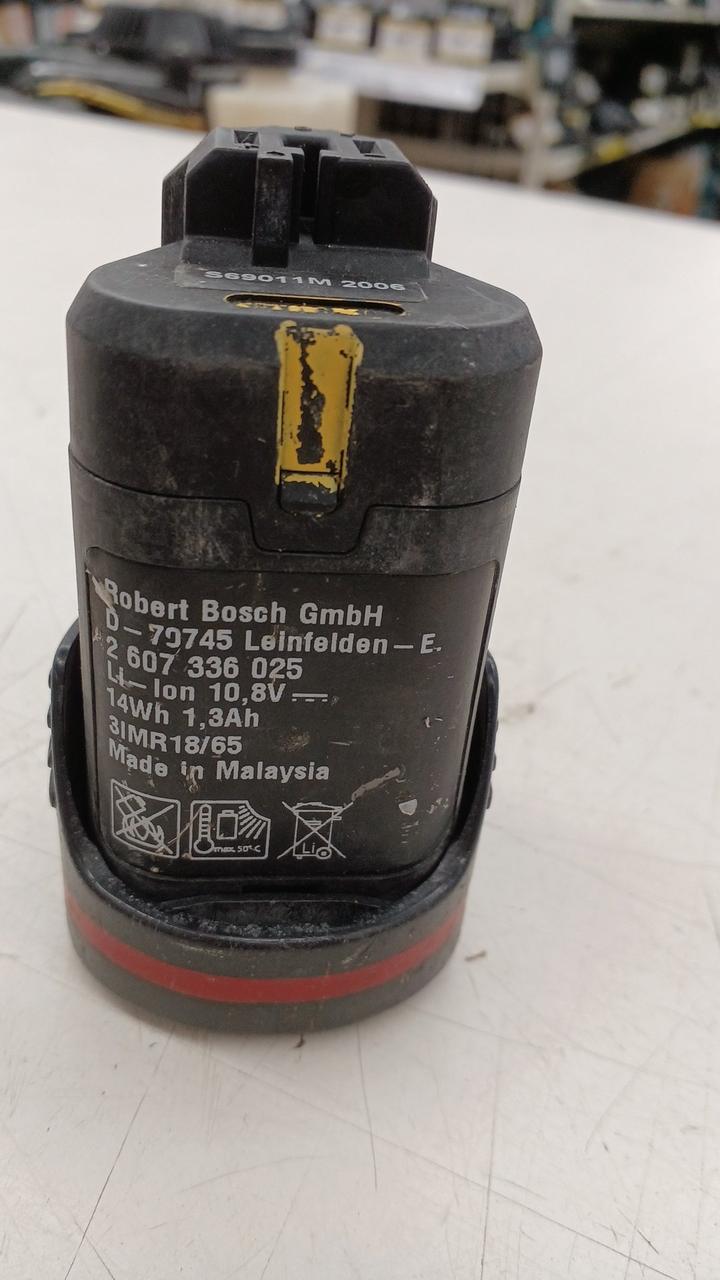 S69011M 2006
Robert Bosch GmbH
D-70745 Leinfelden-E.
2 607 336 025
Li-Ion 10,8V
14Wh 1,3Ah
3IMR18/65
Made in Malaysia
max. 50°C
Li